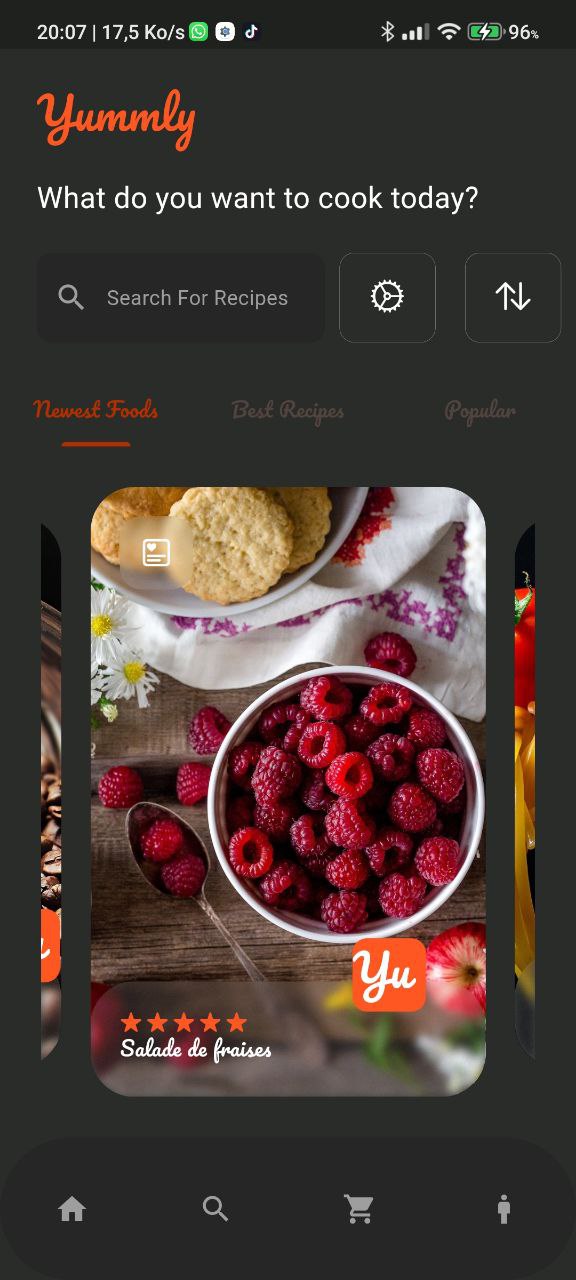 20:07 | 17,5 Ko/s 96%
Yummly
What do you want to cook today?
Search For Recipes
Newest Foods Best Recipes Popular
Yu
Salade de fraises